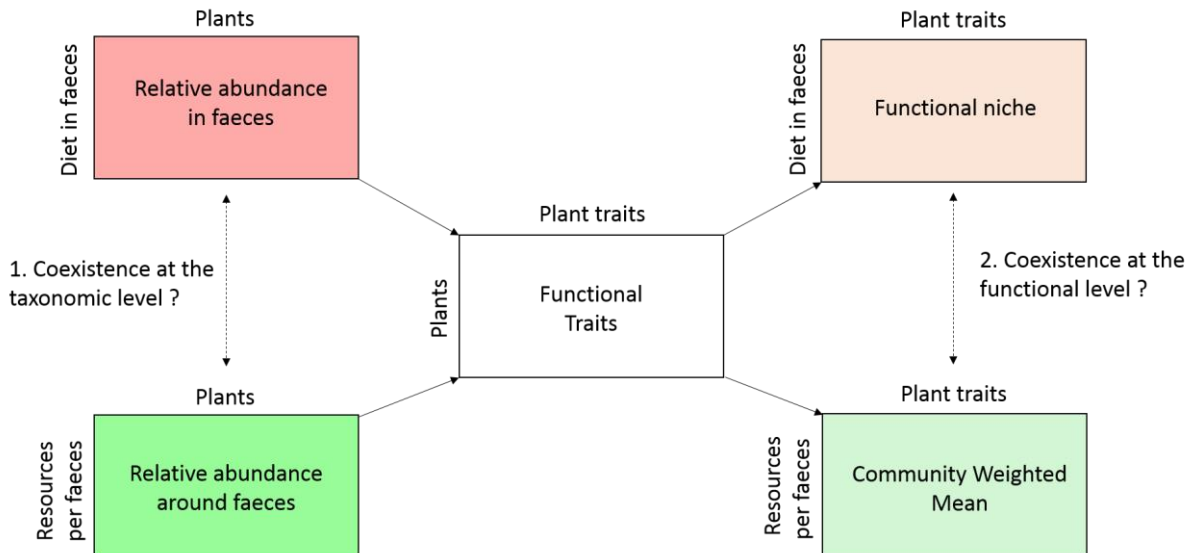 Plants
Diet in faeces
Relative abundance
in faeces
Plant traits
Diet in faeces
Functional niche
1. Coexistence at the
taxonomic level ?
Plant traits
Plants
Functional
Traits
2. Coexistence at the
functional level ?
Plants
Resources
per faeces
Relative abundance
around faeces
Plant traits
Resources
per faeces
Community Weighted
Mean